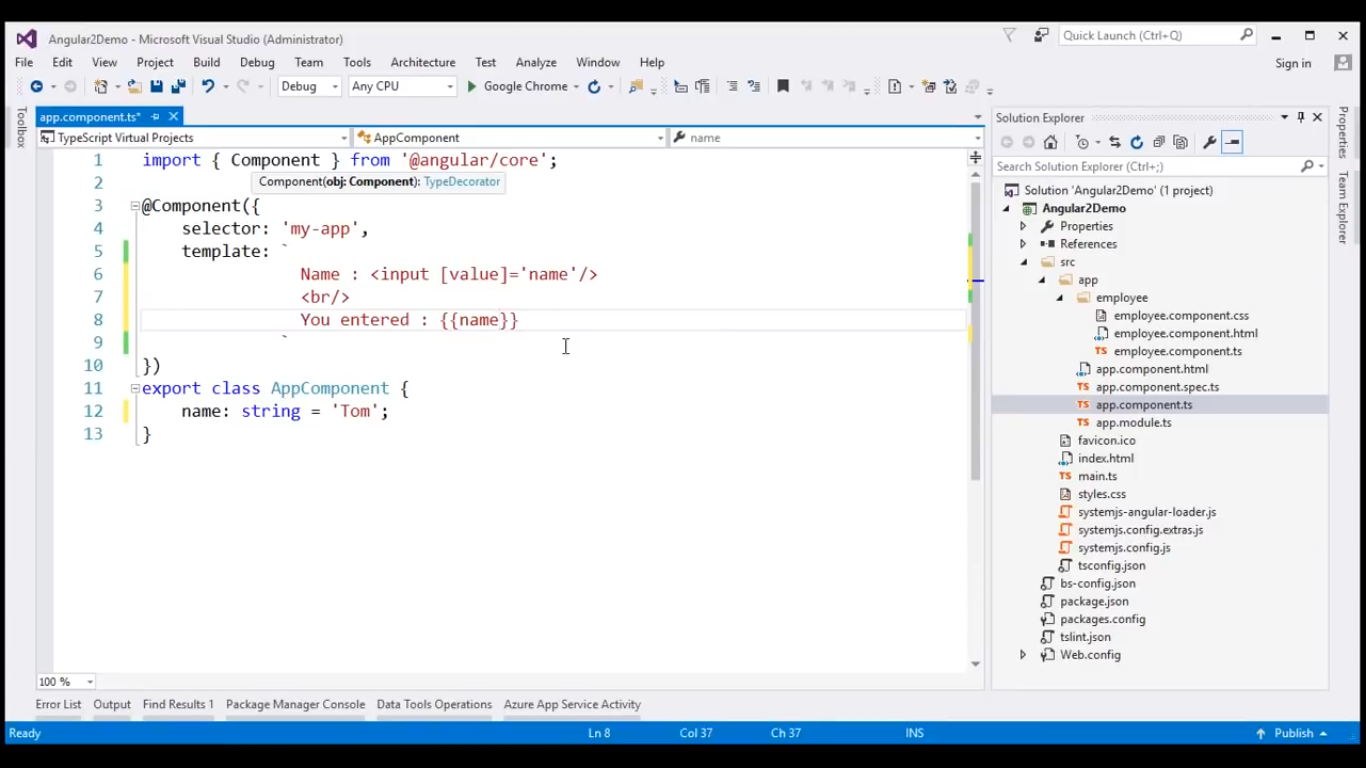 Angular2Demo - Microsoft Visual Studio (Administrator)
Quick Launch (Ctrl+Q)
File Edit View Project Build Debug Team Tools Architecture Test Analyze Window Help
Sign in
Debug Any CPU Google Chrome
Toolbox
app.component.ts*
TypeScript Virtual Projects AppComponent name
1 import { Component } from '@angular/core';
2
Component(obj: Component): TypeDecorator
3 @Component({
4 selector: 'my-app',
5 template: `
6 Name : <input [value]='name'/>
7 <br/>
8 You entered : {{name}}
9 `
10 })
11 export class AppComponent {
12 name: string = 'Tom';
13 }
100 %
Solution Explorer
Search Solution Explorer (Ctrl+;)
Solution 'Angular2Demo' (1 project)
Angular2Demo
Properties
References
src
app
employee
employee.component.css
employee.component.html
employee.component.ts
app.component.html
app.component.spec.ts
app.component.ts
app.module.ts
favicon.ico
index.html
main.ts
styles.css
systemjs-angular-loader.js
systemjs.config.extras.js
systemjs.config.js
tsconfig.json
bs-config.json
package.json
packages.config
tslint.json
Web.config
Properties
Team Explorer
Error List Output Find Results 1 Package Manager Console Data Tools Operations Azure App Service Activity
Ready Ln 8 Col 37 Ch 37 INS Publish